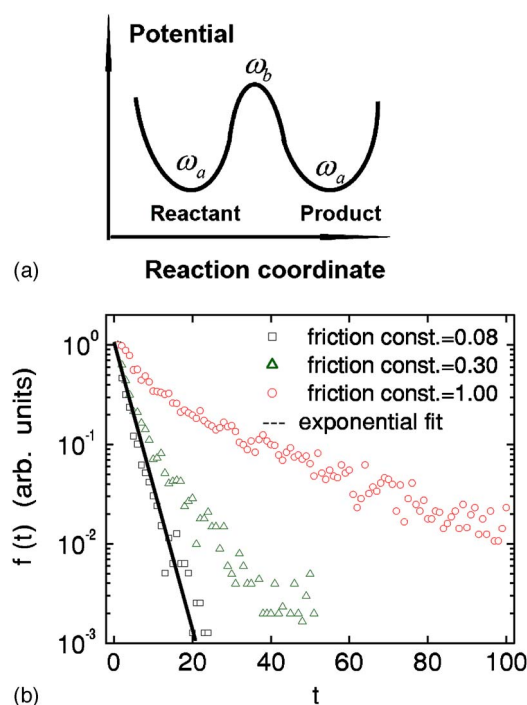 Potential
ω_b
ω_a
ω_a
Reactant Product
(a)
Reaction coordinate
10^0
friction const.=0.08
friction const.=0.30
friction const.=1.00
exponential fit
10^-1
10^-2
10^-3
f (t) (arb. units)
0 20 40 60 80 100
(b)
t